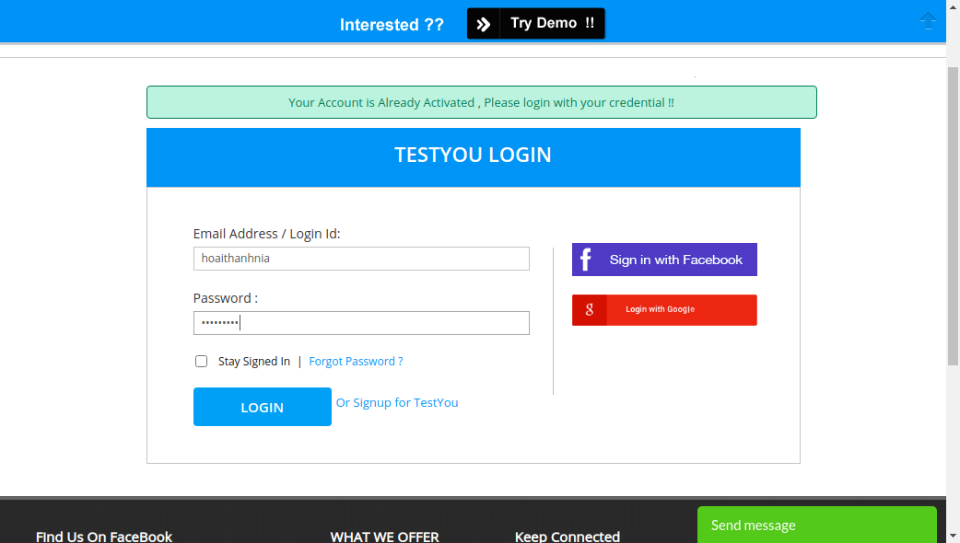 Interested ??
Try Demo !!
Your Account is Already Activated , Please login with your credential !!
TESTYOU LOGIN
Email Address / Login Id:
hoaithanhnia
Sign in with Facebook
Password :
8 Login with Google
•••••••••
Stay Signed In | Forgot Password ?
LOGIN
Or Signup for TestYou
Send message
FInd Us On FaceBook
WHAT WE OFFER
Keep Connected